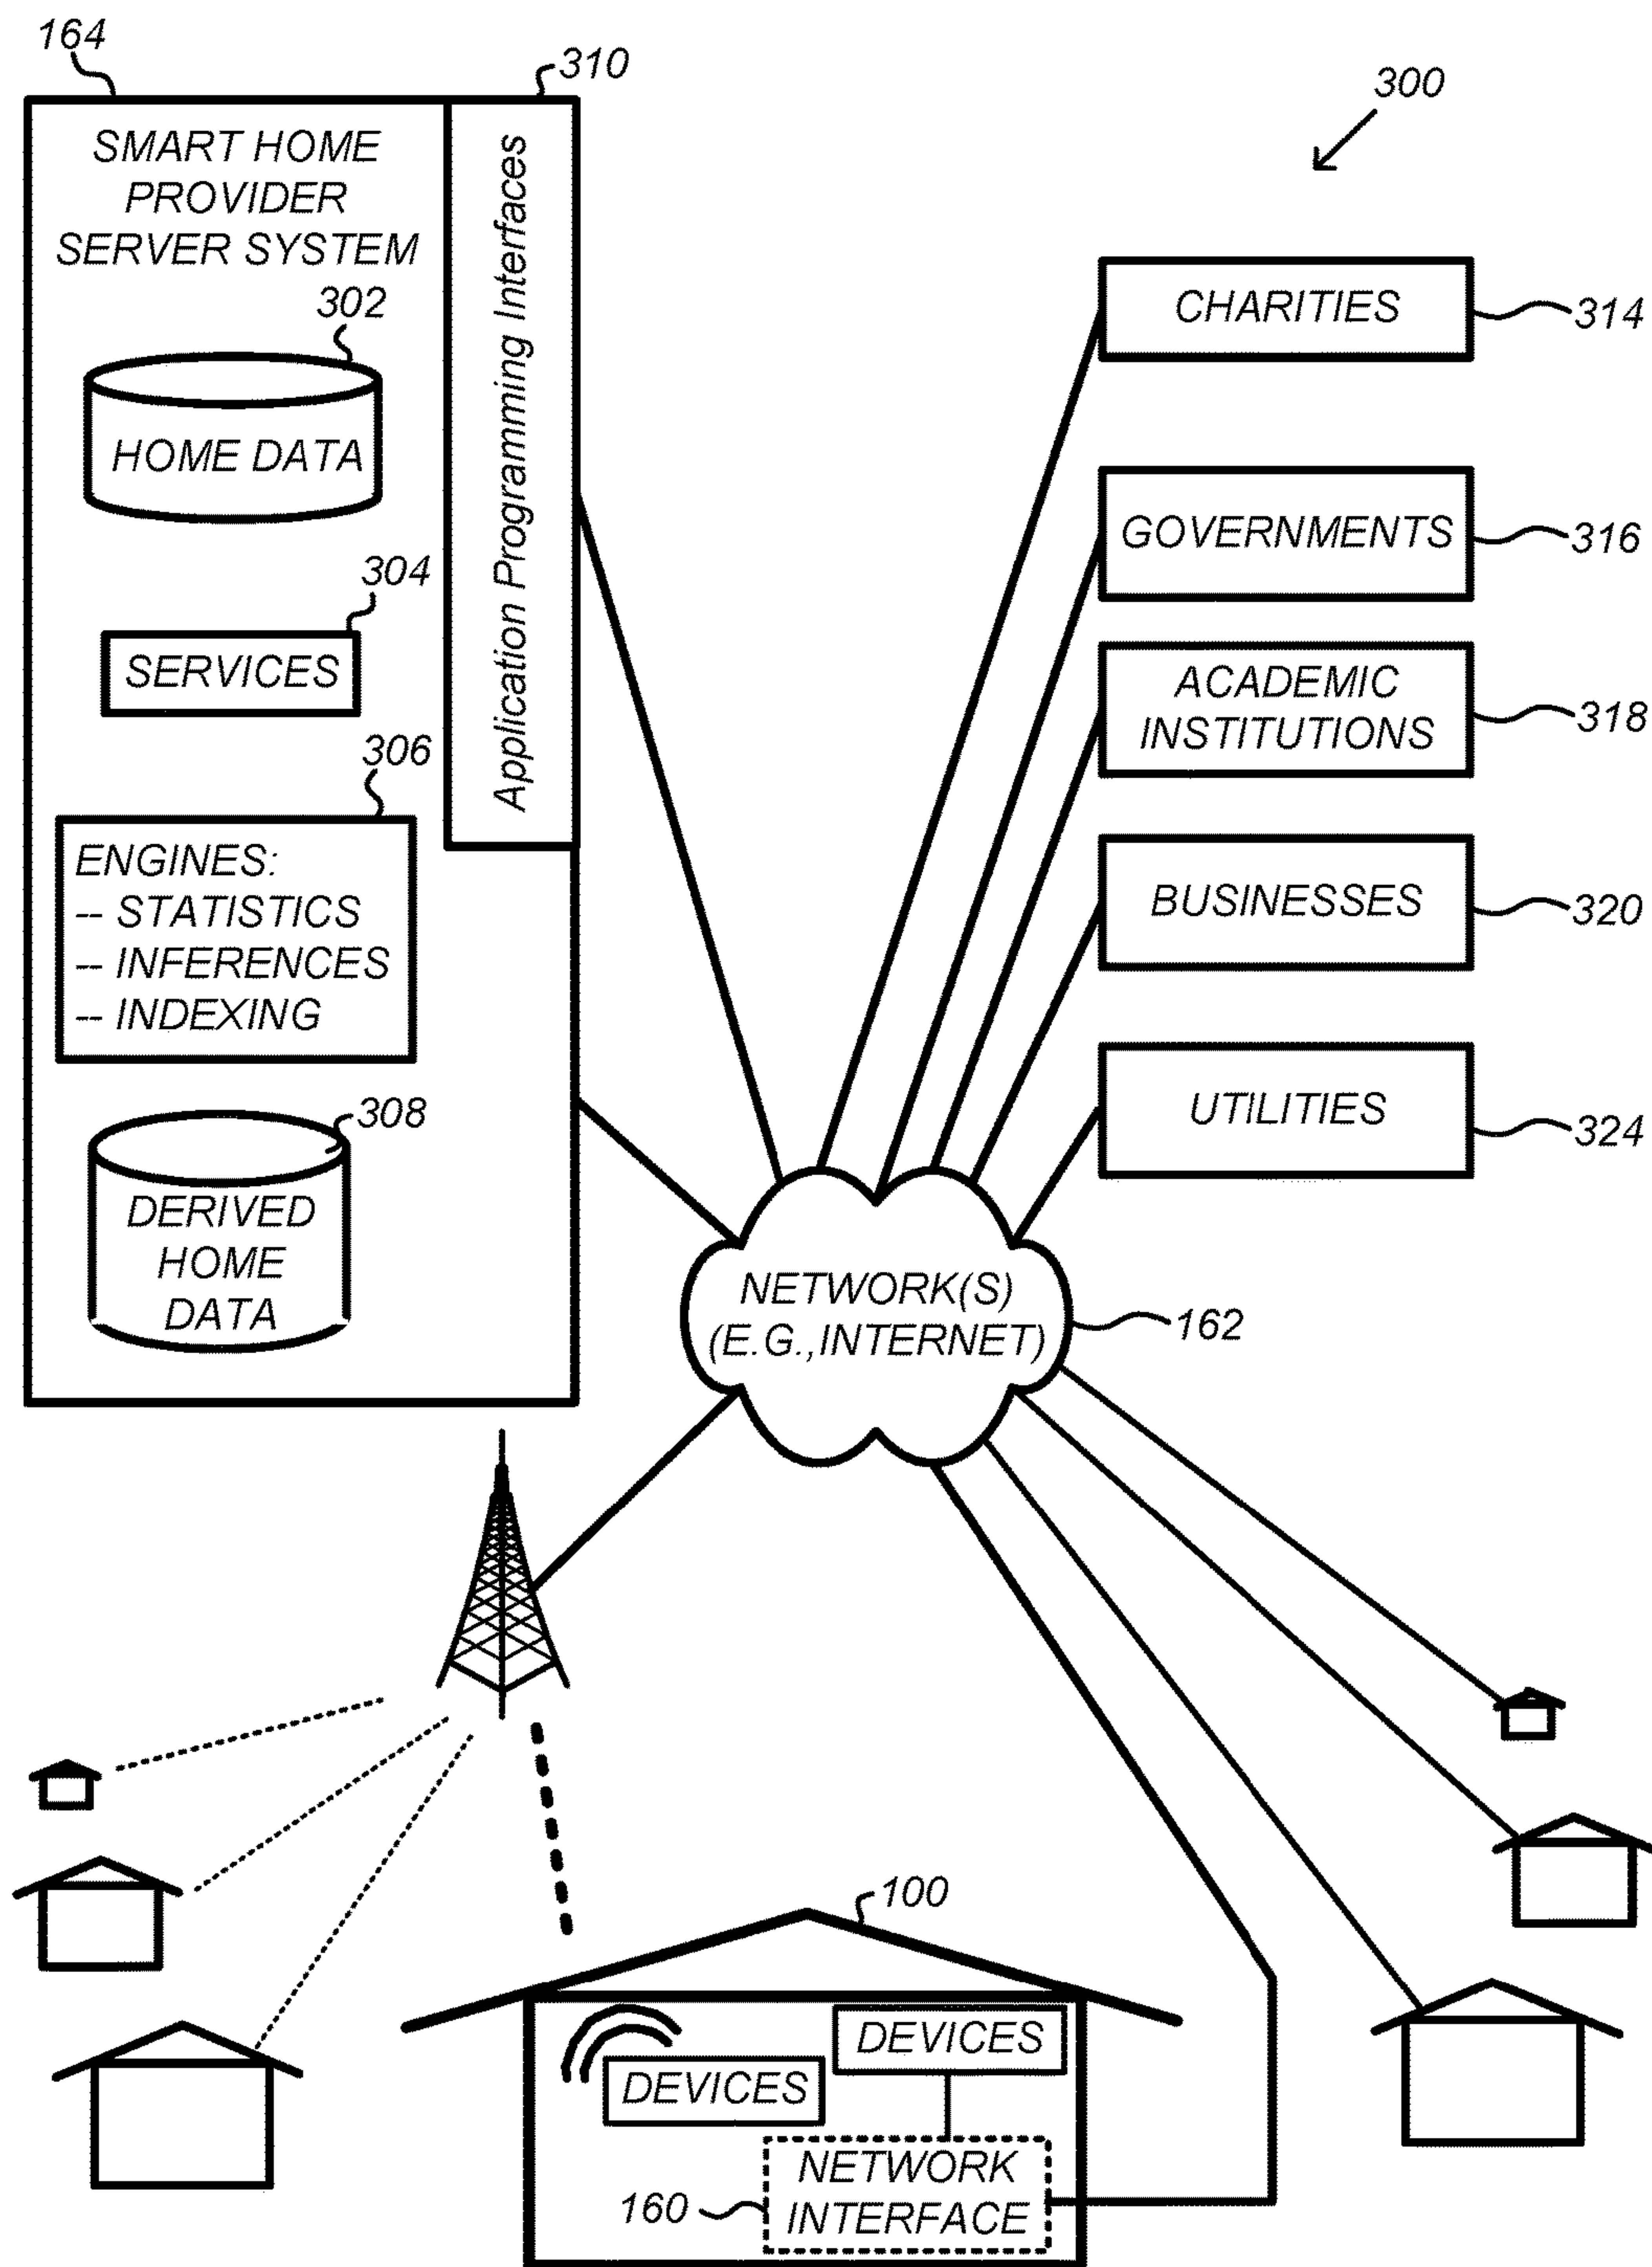 164
310
300
SMART HOME
PROVIDER
SERVER SYSTEM
Application Programming Interfaces
302
HOME DATA
304
SERVICES
306
ENGINES:
-- STATISTICS
-- INFERENCES
-- INDEXING
308
DERIVED
HOME
DATA
CHARITIES
314
GOVERNMENTS
316
ACADEMIC
INSTITUTIONS
318
BUSINESSES
320
UTILITIES
324
NETWORK(S)
(E.G.,INTERNET)
162
100
DEVICES
DEVICES
NETWORK
INTERFACE
160